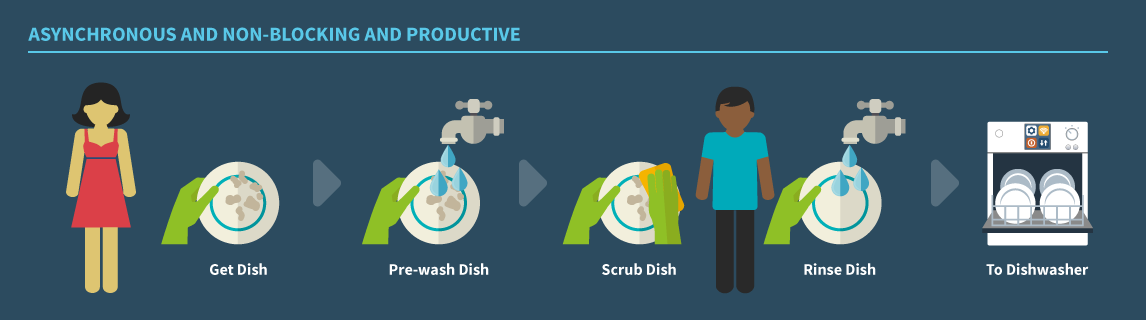 ASYNCHRONOUS AND NON-BLOCKING AND PRODUCTIVE
Get Dish
Pre-wash Dish
Scrub Dish
Rinse Dish
To Dishwasher